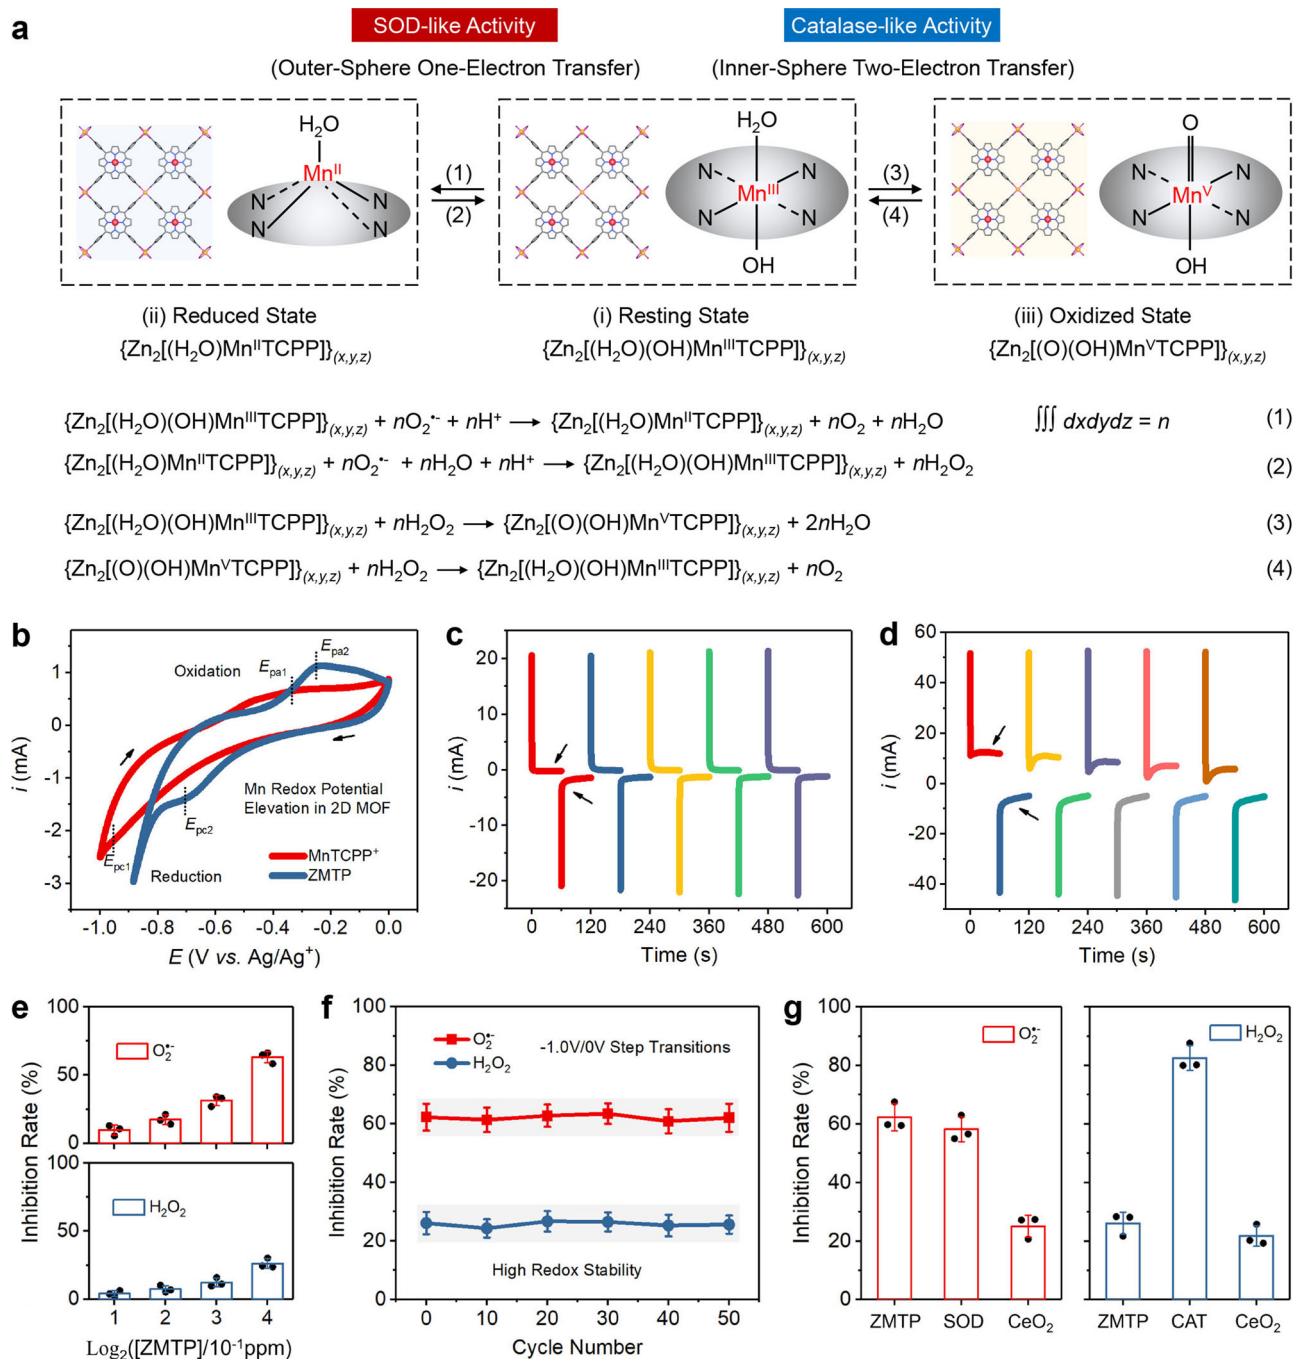 a
SOD-like Activity
Catalase-like Activity
(Outer-Sphere One-Electron Transfer)
(Inner-Sphere Two-Electron Transfer)
H₂O
Mnᴵᴵ
N N N N
(1)
(2)
H₂O
N N
Mnᴵᴵᴵ
N N
OH
(3)
(4)
O
N N
Mnⱽ
N N
OH
(ii) Reduced State
(i) Resting State
(iii) Oxidized State
{Zn₂[(H₂O)MnᴵᴵTCPP]}₍ₓ,ᵧ,z₎
{Zn₂[(H₂O)(OH)MnᴵᴵᴵTCPP]}₍ₓ,ᵧ,z₎
{Zn₂[(O)(OH)MnⱽTCPP]}₍ₓ,ᵧ,z₎
{Zn₂[(H₂O)(OH)MnᴵᴵᴵTCPP]}₍ₓ,ᵧ,z₎ + nO₂•⁻ + nH⁺ → {Zn₂[(H₂O)MnᴵᴵTCPP]}₍ₓ,ᵧ,z₎ + nO₂ + nH₂O ∭ dxdydz = n (1)
{Zn₂[(H₂O)MnᴵᴵTCPP]}₍ₓ,ᵧ,z₎ + nO₂•⁻ + nH₂O + nH⁺ → {Zn₂[(H₂O)(OH)MnᴵᴵᴵTCPP]}₍ₓ,ᵧ,z₎ + nH₂O₂ (2)
{Zn₂[(H₂O)(OH)MnᴵᴵᴵTCPP]}₍ₓ,ᵧ,z₎ + nH₂O₂ → {Zn₂[(O)(OH)MnⱽTCPP]}₍ₓ,ᵧ,z₎ + 2nH₂O (3)
{Zn₂[(O)(OH)MnⱽTCPP]}₍ₓ,ᵧ,z₎ + nH₂O₂ → {Zn₂[(H₂O)(OH)MnᴵᴵᴵTCPP]}₍ₓ,ᵧ,z₎ + nO₂ (4)
b
i (mA)
1
0
-1
-2
-3
Oxidation
Epa1
Epa2
Mn Redox Potential
Elevation in 2D MOF
Epc2
Epc1
Reduction
MnTCPP⁺
ZMTP
-1.0 -0.8 -0.6 -0.4 -0.2 0.0
E (V vs. Ag/Ag⁺)
c
i (mA)
20
10
0
-10
-20
0 120 240 360 480 600
Time (s)
d
i (mA)
60
40
20
0
-20
-40
0 120 240 360 480 600
Time (s)
e
Inhibition Rate (%)
100
50
0
O₂•⁻
100
50
0
H₂O₂
1 2 3 4
Log₂([ZMTP]/10⁻¹ppm)
f
Inhibition Rate (%)
100
80
60
40
20
0
O₂•⁻
H₂O₂
-1.0V/0V Step Transitions
High Redox Stability
0 10 20 30 40 50
Cycle Number
g
Inhibition Rate (%)
100
80
60
40
20
0
O₂•⁻
ZMTP SOD CeO₂
H₂O₂
ZMTP CAT CeO₂